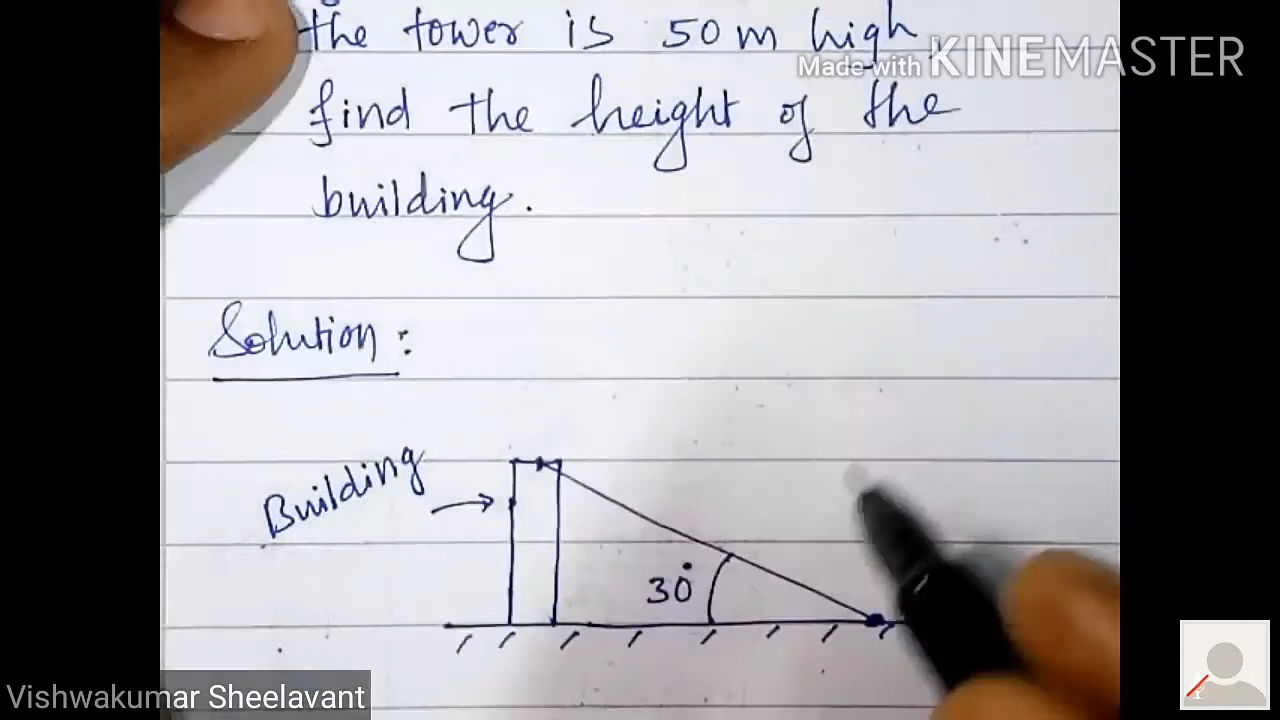 the tower is 50 m high
Made with KINEMASTER
find the height of the
building.
Solution :
Building
30°
Vishwakumar Sheelavant